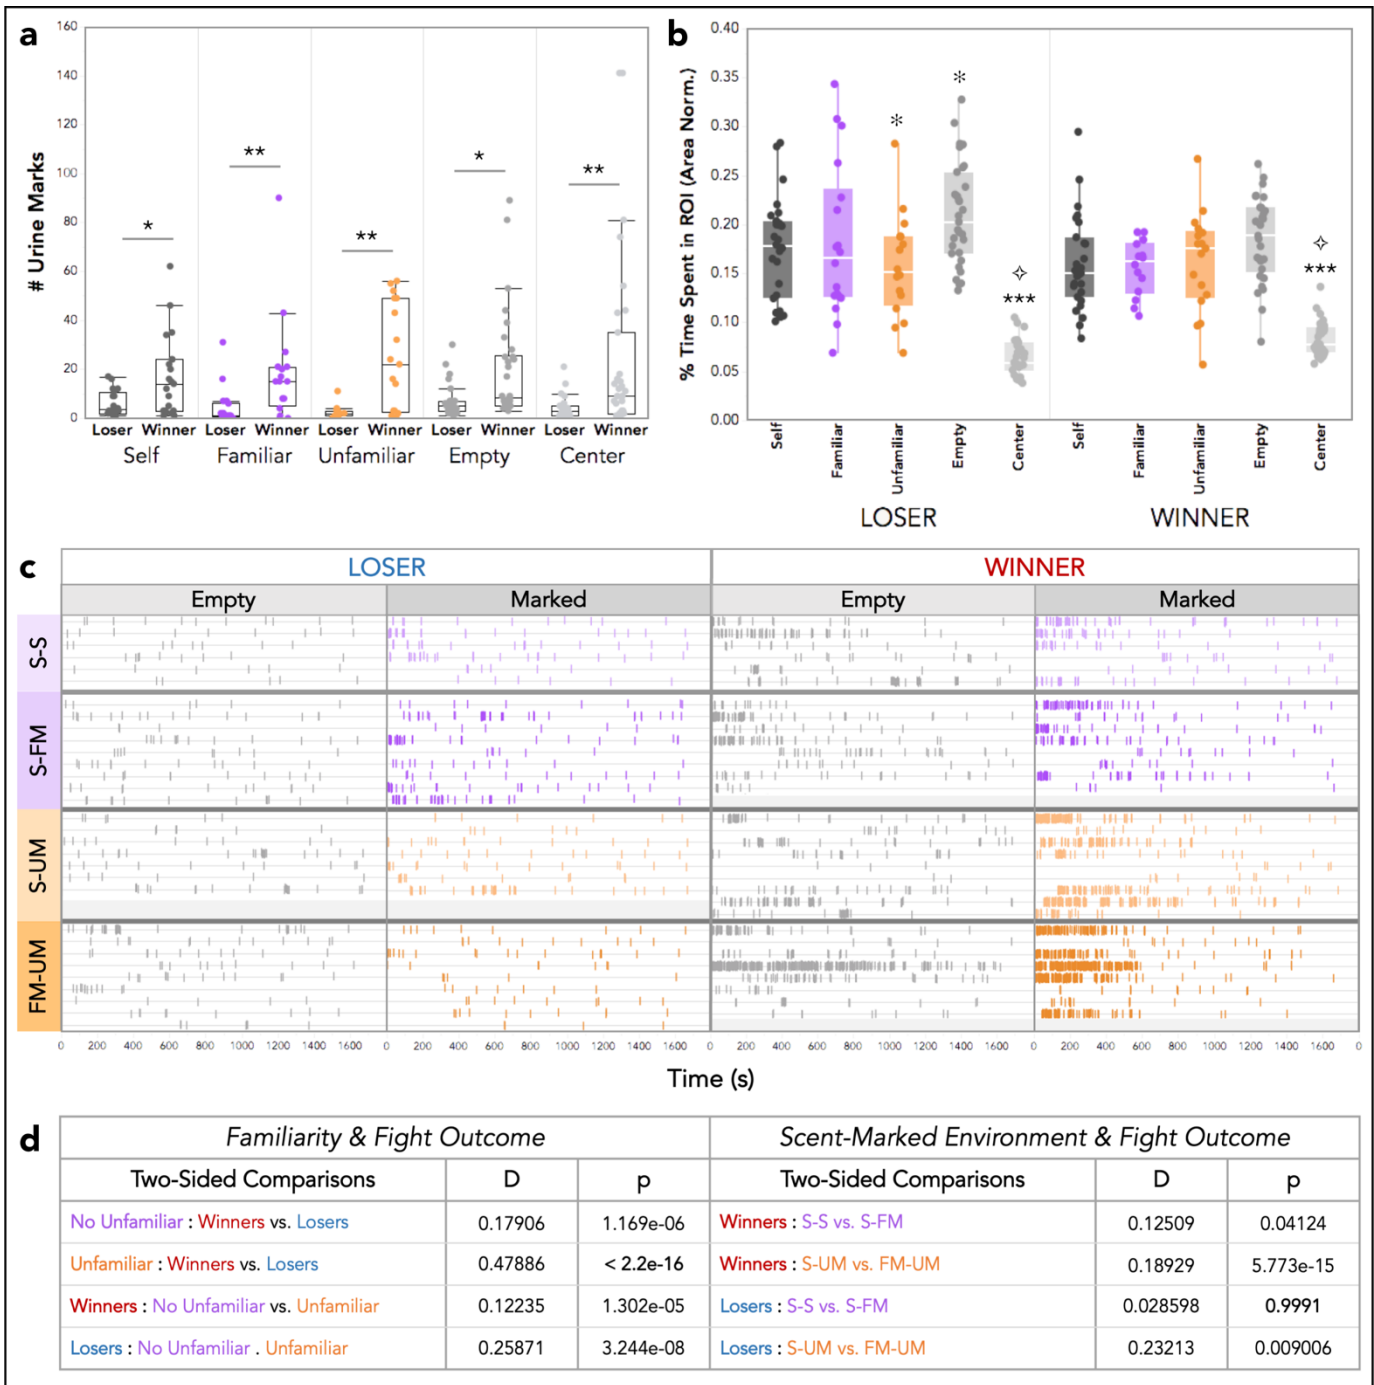 a
160
140
120
100
80
60
40
20
0
# Urine Marks
* ** ** * **
Loser Winner Loser Winner Loser Winner Loser Winner Loser Winner
Self Familiar Unfamiliar Empty Center
b
0.40
0.35
0.30
0.25
0.20
0.15
0.10
0.05
0.00
% Time Spent in ROI (Area Norm.)
* * *** ***
Self Familiar Unfamiliar Empty Center Self Familiar Unfamiliar Empty Center
LOSER WINNER
c
LOSER WINNER
Empty Marked Empty Marked
S-S
S-FM
S-UM
FM-UM
0 200 400 600 800 1000 1200 1400 1600 0 200 400 600 800 1000 1200 1400 1600 0 200 400 600 800 1000 1200 1400 1600 0 200 400 600 800 1000 1200 1400 1600 0
Time (s)
d
Familiarity & Fight Outcome Scent-Marked Environment & Fight Outcome
Two-Sided Comparisons D p Two-Sided Comparisons D p
No Unfamiliar : Winners vs. Losers 0.17906 1.169e-06 Winners : S-S vs. S-FM 0.12509 0.04124
Unfamiliar : Winners vs. Losers 0.47886 < 2.2e-16 Winners : S-UM vs. FM-UM 0.18929 5.773e-15
Winners : No Unfamiliar vs. Unfamiliar 0.12235 1.302e-05 Losers : S-S vs. S-FM 0.028598 0.9991
Losers : No Unfamiliar . Unfamiliar 0.25871 3.244e-08 Losers : S-UM vs. FM-UM 0.23213 0.009006